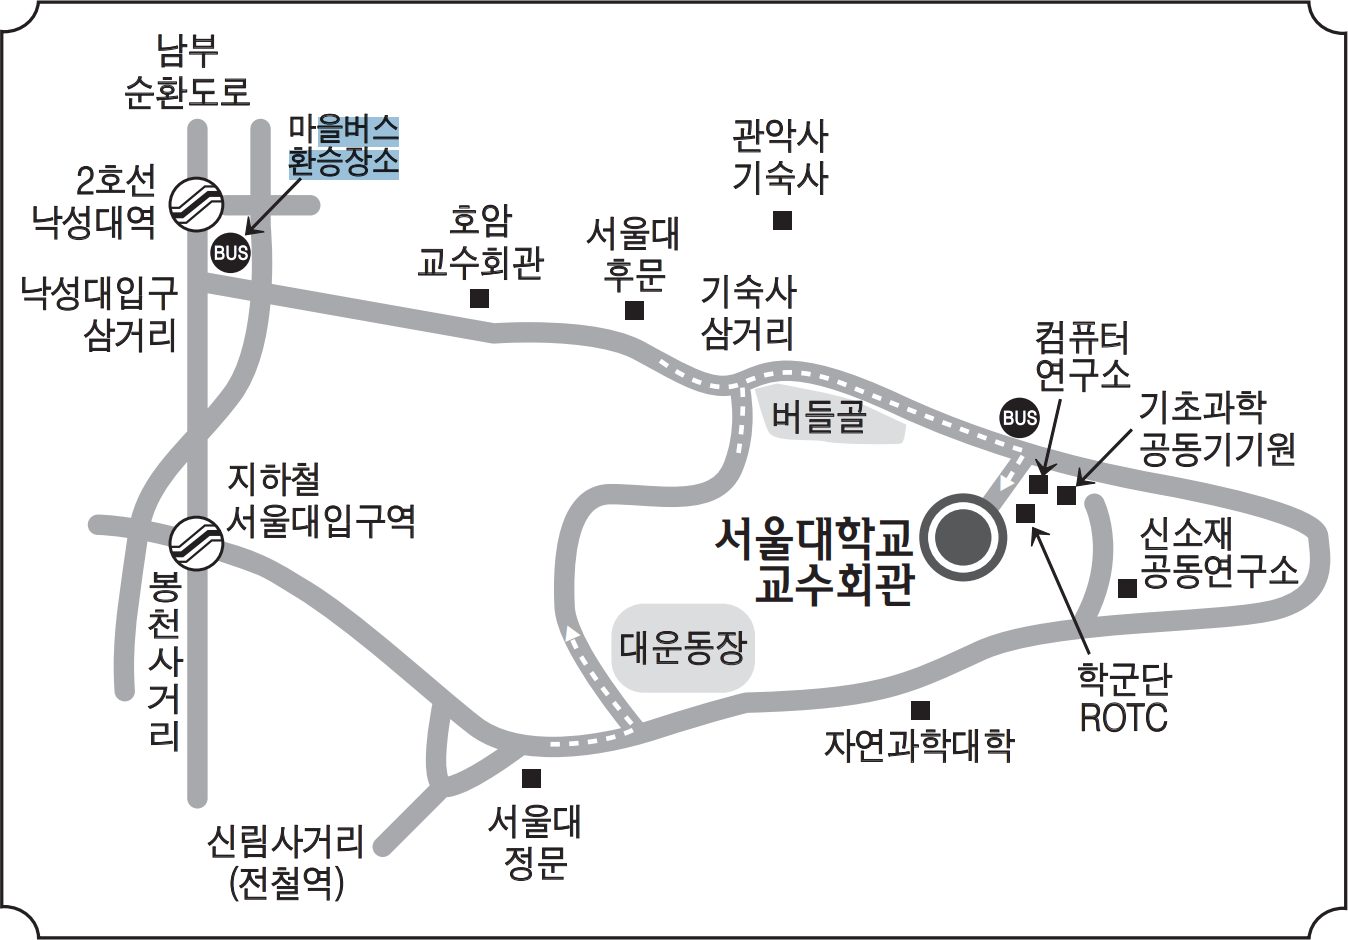 남부
순환도로
마을버스
환승장소
2호선
낙성대역
BUS
낙성대입구
삼거리
호암
교수회관
서울대
후문
관악사
기숙사
기숙사
삼거리
버들골
컴퓨터
연구소
BUS
기초과학
공동기기원
지하철
서울대입구역
서울대학교
교수회관
신소재
공동연구소
봉천사거리
대운동장
학군단
ROTC
자연과학대학
서울대
정문
신림사거리
(전철역)